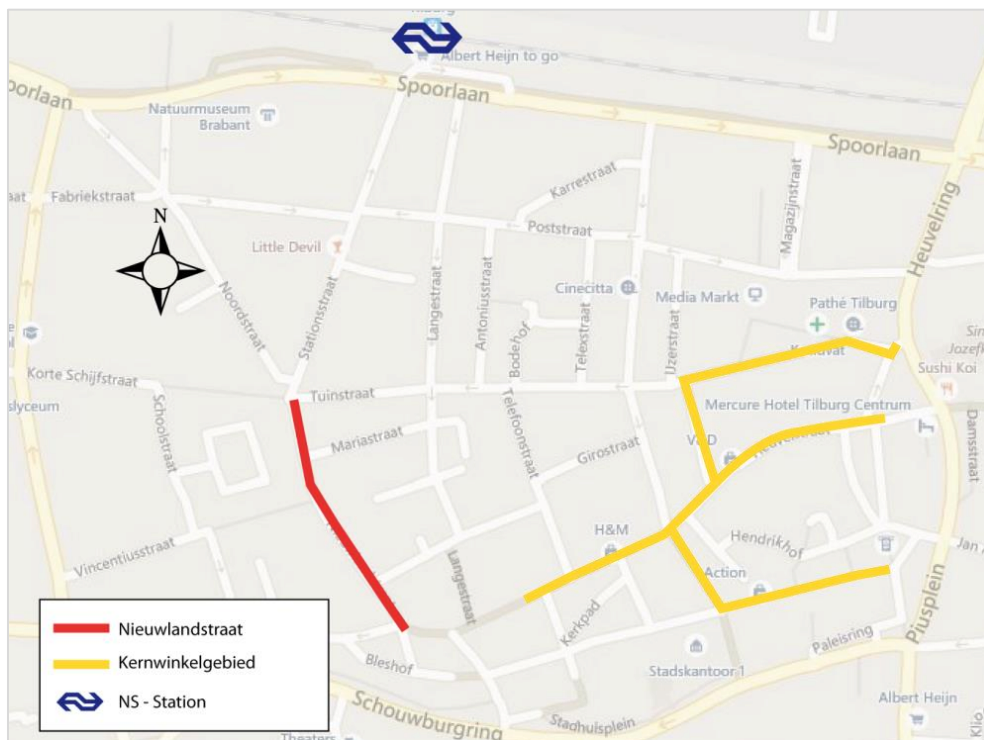 Albert Heijn to go
Spoorlaan
Natuurmuseum
Brabant
Spoorlaan
Fabriekstraat
Karrestraat
Magazijnstraat
Heuvelring
N
Poststraat
Little Devil
Noordstraat
Stationsstraat
Langestraat
Antoniusstraat
Cinecitta
Media Markt
Pathé Tilburg
Bodehof
Telexstraat
IJzerstraat
Sushi Koi
Korte Schijfstraat
Tuinstraat
Mercure Hotel Tilburg Centrum
Schoolstraat
Mariastraat
Telefoonstraat
Girostraat
Damsstraat
Vincentiusstraat
Langestraat
H&M
Hendrikhof
Action
Kerkpad
Piusplein
Paleisring
Bleshof
Stadskantoor 1
Schouwburgring
Stadhuisplein
Albert Heijn
Nieuwlandstraat
Kernwinkelgebied
NS - Station